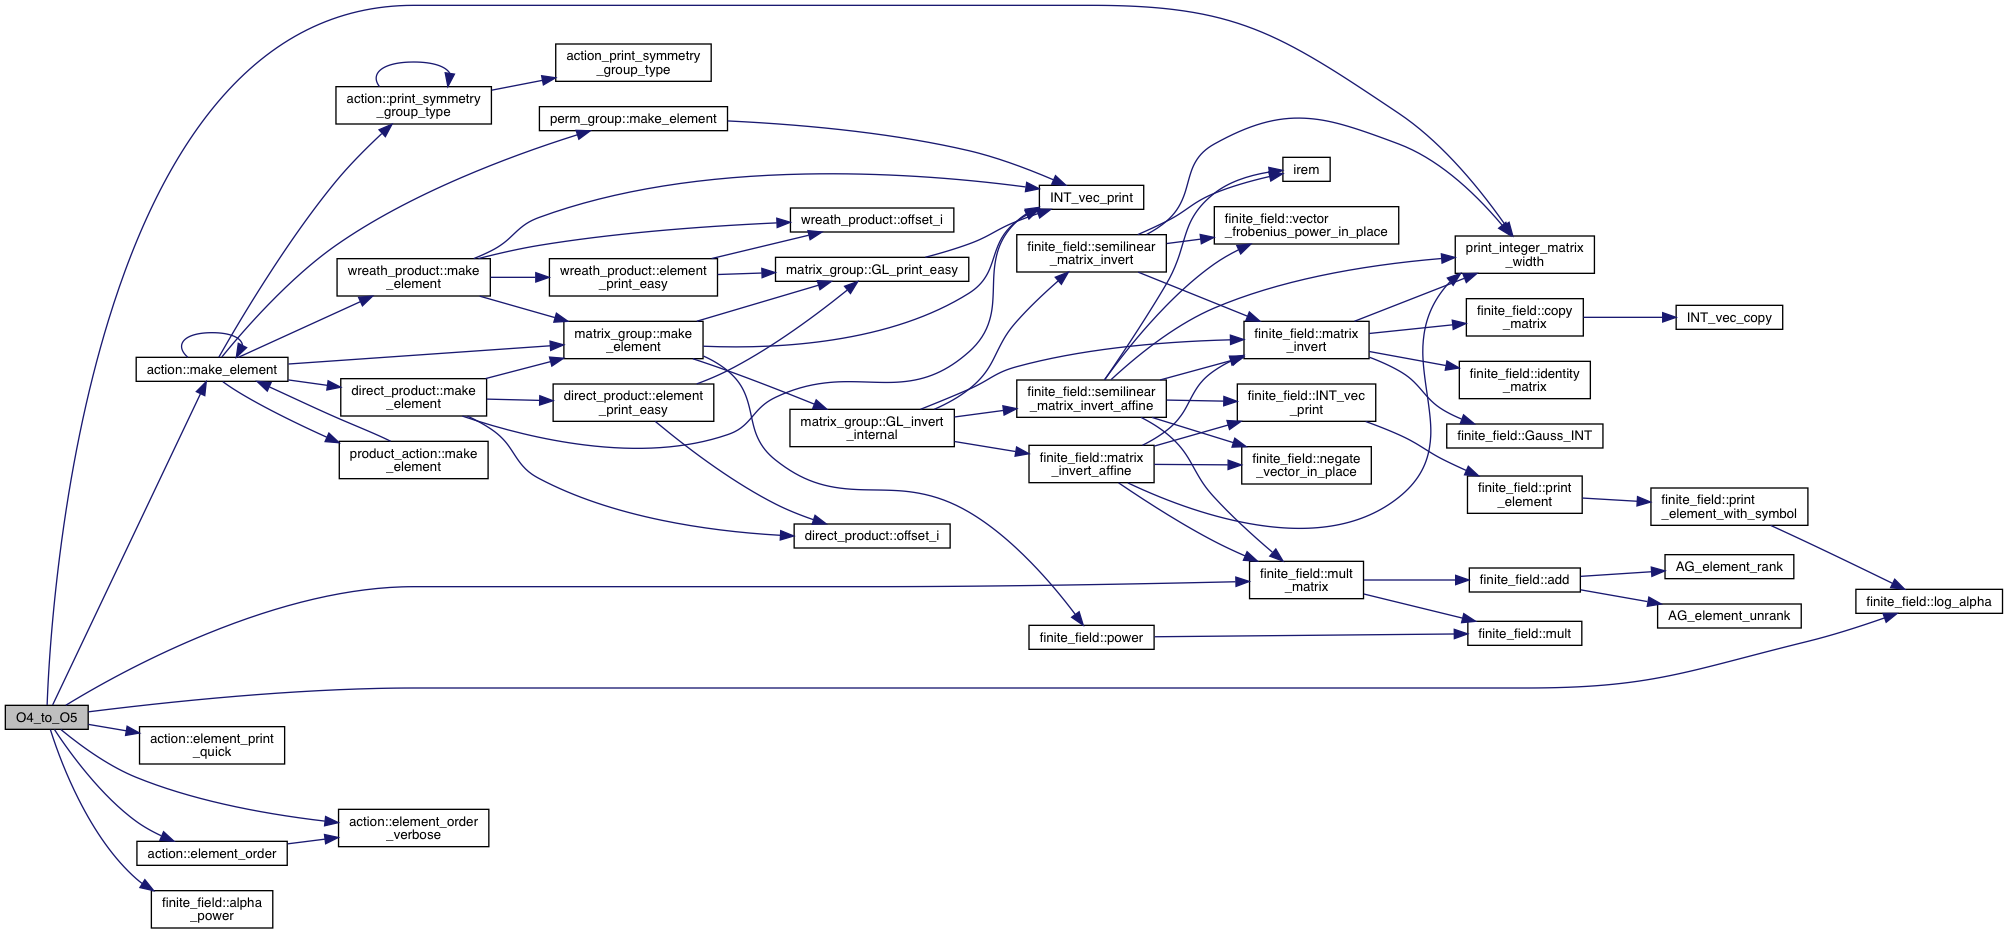 O4_to_O5
action::make_element
action::print_symmetry
_group_type
action_print_symmetry
_group_type
perm_group::make_element
INT_vec_print
wreath_product::make
_element
wreath_product::offset_i
wreath_product::element
_print_easy
matrix_group::GL_print_easy
matrix_group::make
_element
direct_product::make
_element
direct_product::element
_print_easy
product_action::make
_element
direct_product::offset_i
matrix_group::GL_invert
_internal
finite_field::semilinear
_matrix_invert
finite_field::semilinear
_matrix_invert_affine
finite_field::matrix
_invert_affine
finite_field::power
irem
finite_field::vector
_frobenius_power_in_place
finite_field::matrix
_invert
finite_field::INT_vec
_print
finite_field::negate
_vector_in_place
finite_field::mult
_matrix
print_integer_matrix
_width
finite_field::copy
_matrix
INT_vec_copy
finite_field::identity
_matrix
finite_field::Gauss_INT
finite_field::print
_element
finite_field::print
_element_with_symbol
finite_field::add
AG_element_rank
AG_element_unrank
finite_field::mult
finite_field::log_alpha
action::element_print
_quick
action::element_order
_verbose
action::element_order
finite_field::alpha
_power